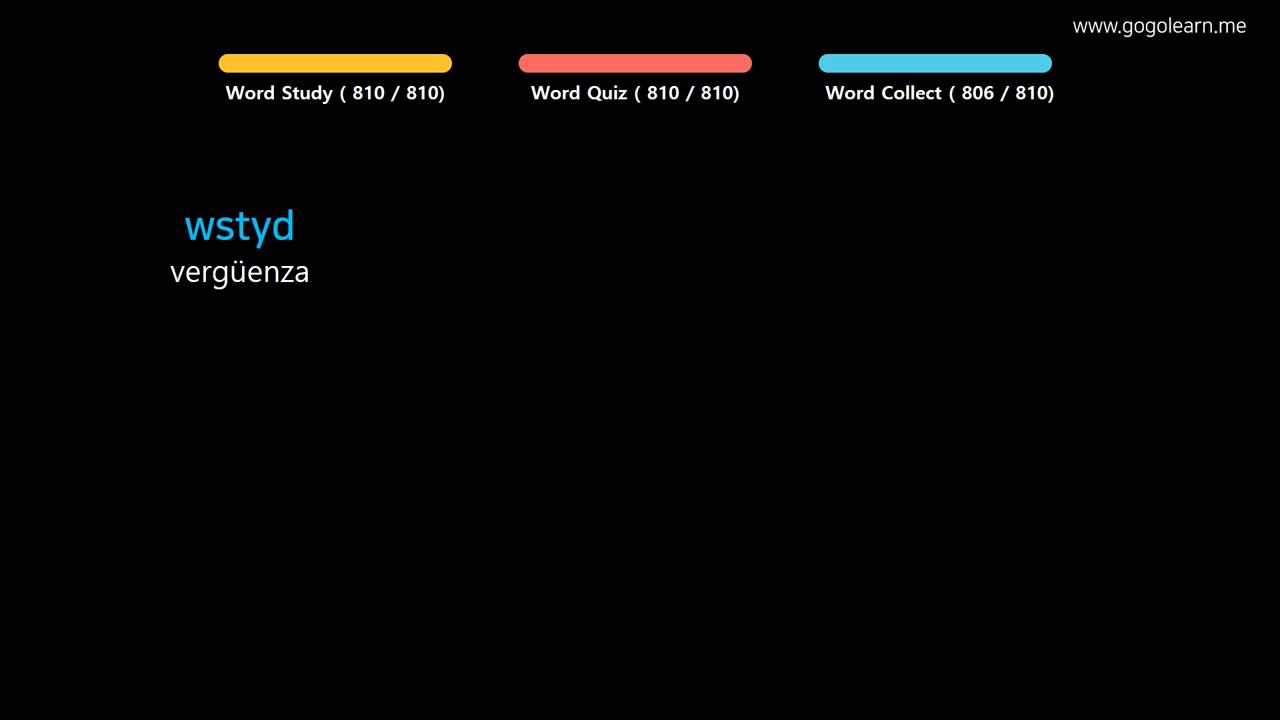 www.gogolearn.me
Word Study ( 810 / 810)
Word Quiz ( 810 / 810)
Word Collect ( 806 / 810)
wstyd
vergüenza